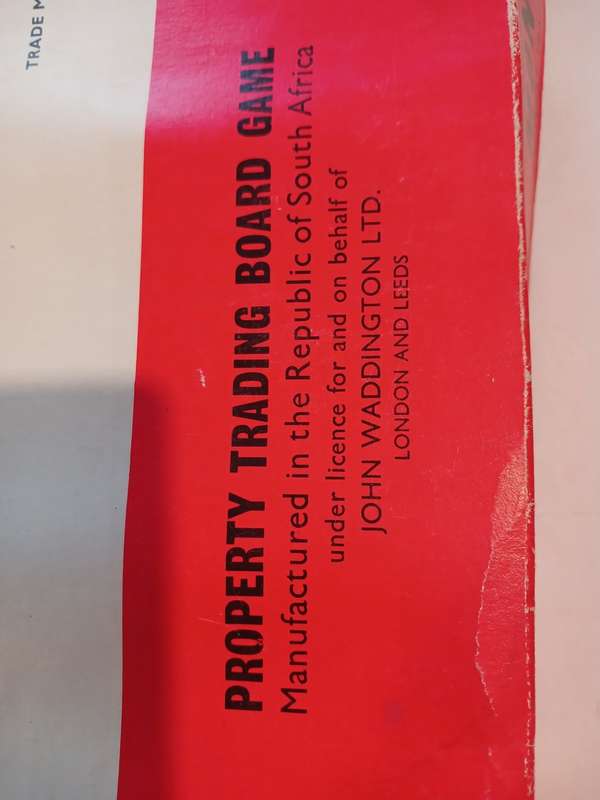 TRADE
PROPERTY TRADING BOARD GAME
Manufactured in the Republic of South Africa
under licence for and on behalf of
JOHN WADDINGTON LTD.
LONDON AND LEEDS